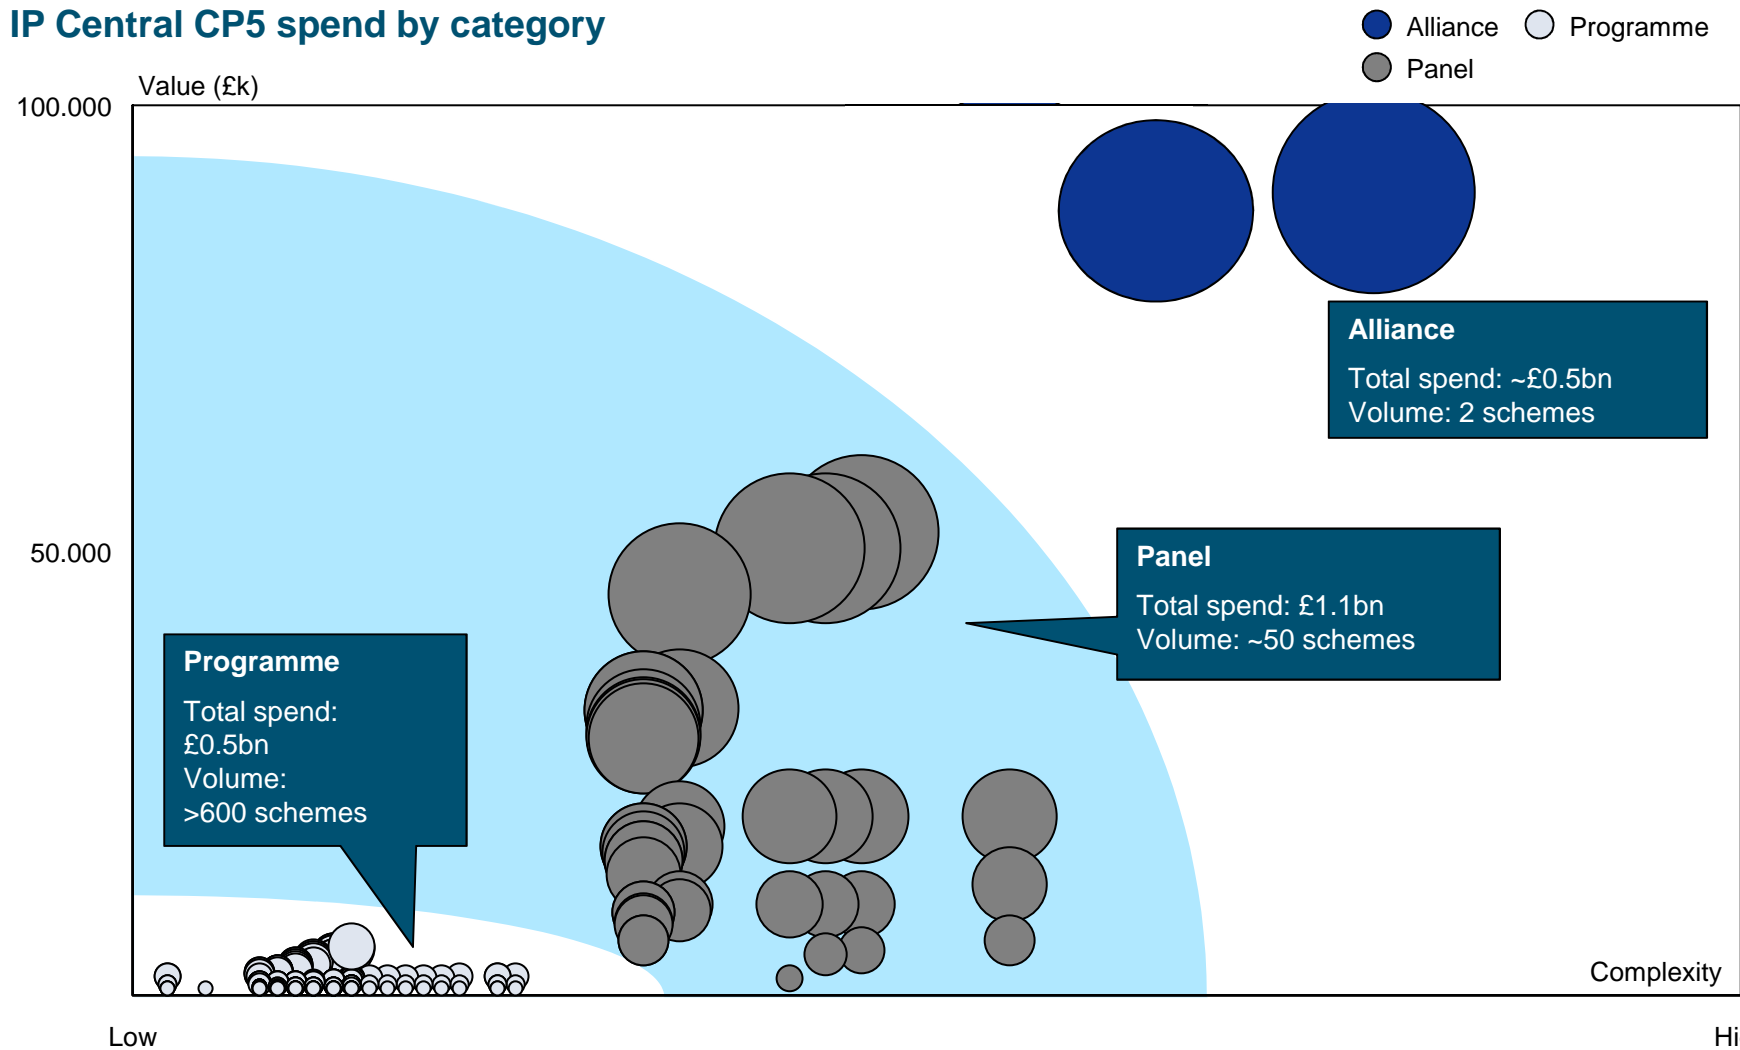 IP Central CP5 spend by category
Alliance
Programme
Panel
Value (£k)
100.000
50.000
Alliance
Total spend: ~£0.5bn
Volume: 2 schemes
Panel
Total spend: £1.1bn
Volume: ~50 schemes
Programme
Total spend:
£0.5bn
Volume:
>600 schemes
Complexity
Low
Hi